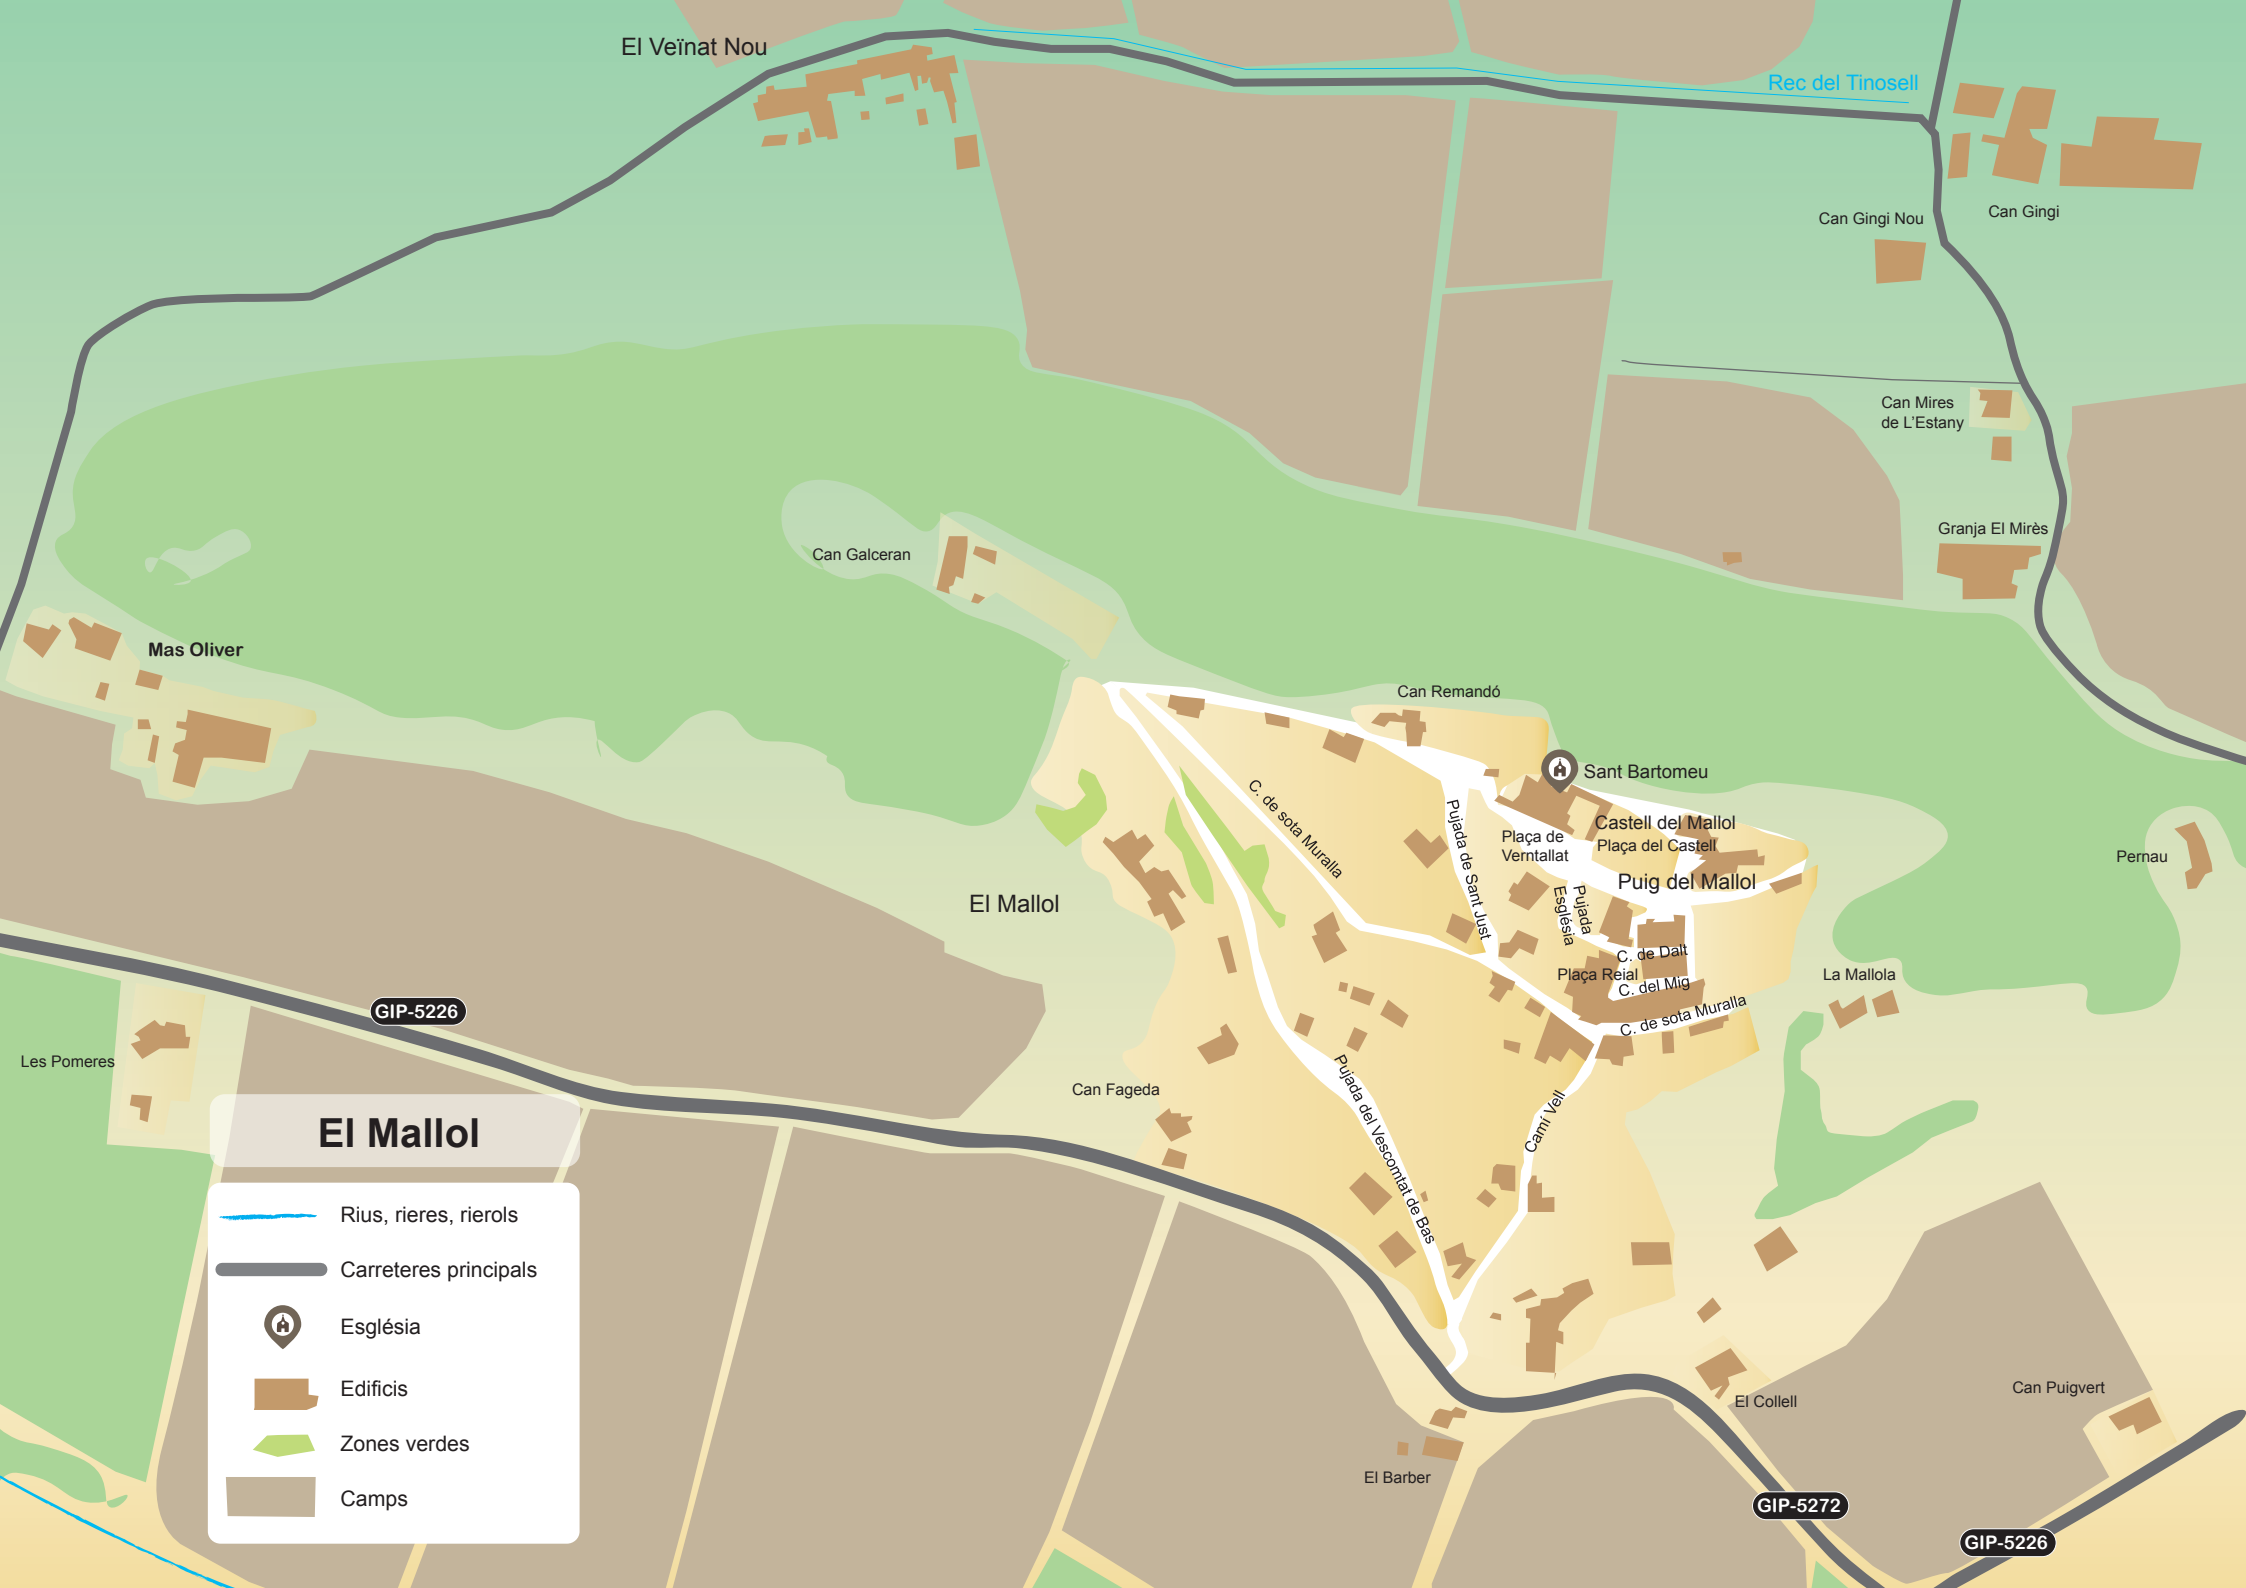 El Veïnat Nou
Rec del Tinosell
Can Gingi Nou
Can Gingi
Can Mires
de L'Estany
Granja El Mirès
Can Galceran
Mas Oliver
Can Remandó
Sant Bartomeu
C. de sota Muralla
Pujada de Sant Just
Plaça de
Verntallat
Castell del Mallol
Plaça del Castell
Puig del Mallol
Pernau
El Mallol
Pujada
Església
C. de Dalt
Plaça Reial
C. del Mig
C. de sota Muralla
La Mallola
GIP-5226
Les Pomeres
Can Fageda
Pujada del Vescomtat de Bas
Camí Vell
El Mallol
Rius, rieres, rierols
Carreteres principals
Església
Edificis
Zones verdes
Camps
El Collell
Can Puigvert
El Barber
GIP-5272
GIP-5226